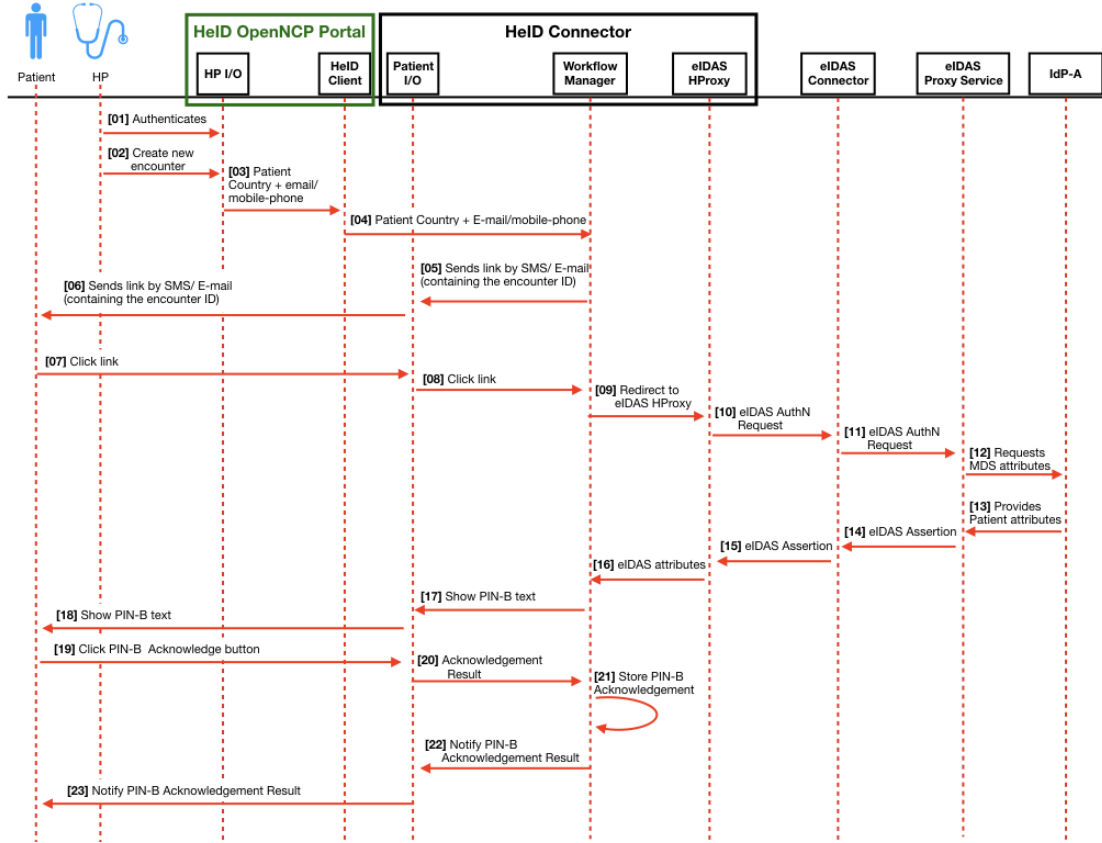 HeID OpenNCP Portal
HeID Connector
Patient
HP
HP I/O
HeID
Client
Patient
I/O
Workflow
Manager
eIDAS
HProxy
eIDAS
Connector
eIDAS
Proxy Service
IdP-A
[01] Authenticates
[02] Create new
encounter
[03] Patient
Country + email/
mobile-phone
[04] Patient Country + E-mail/mobile-phone
[05] Sends link by SMS/ E-mail
(containing the encounter ID)
[06] Sends link by SMS/ E-mail
(containing the encounter ID)
[07] Click link
[08] Click link
[09] Redirect to
eIDAS HProxy
[10] eIDAS AuthN
Request
[11] eIDAS AuthN
Request
[12] Requests
MDS attributes
[13] Provides
Patient attributes
[14] eIDAS Assertion
[15] eIDAS Assertion
[16] eIDAS attributes
[17] Show PIN-B text
[18] Show PIN-B text
[19] Click PIN-B Acknowledge button
[20] Acknowledgement
Result
[21] Store PIN-B
Acknowledgement
[22] Notify PIN-B
Acknowledgement Result
[23] Notify PIN-B Acknowledgement Result